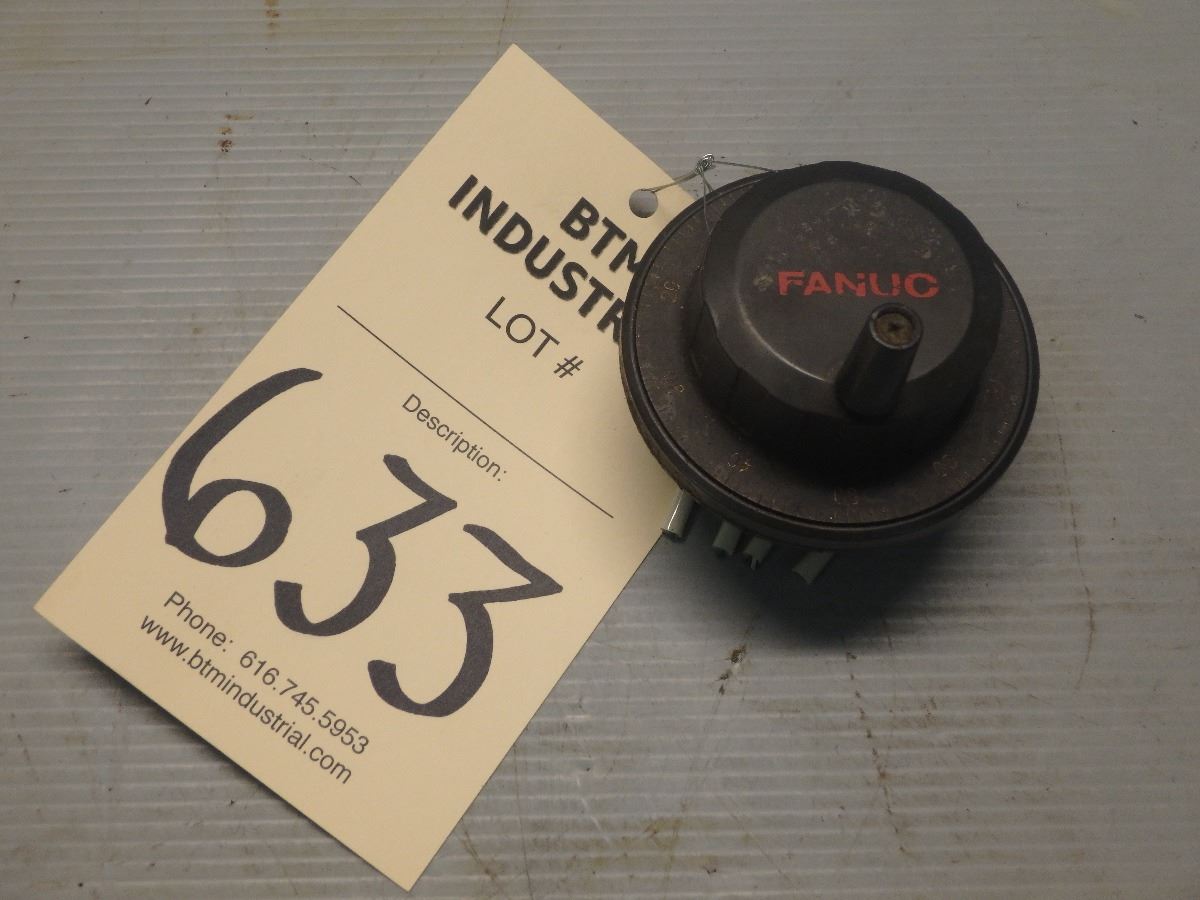 BTM
INDUSTR
LOT #
633
Description:
Phone: 616.745.5953
www.btmindustrial.com
FANUC